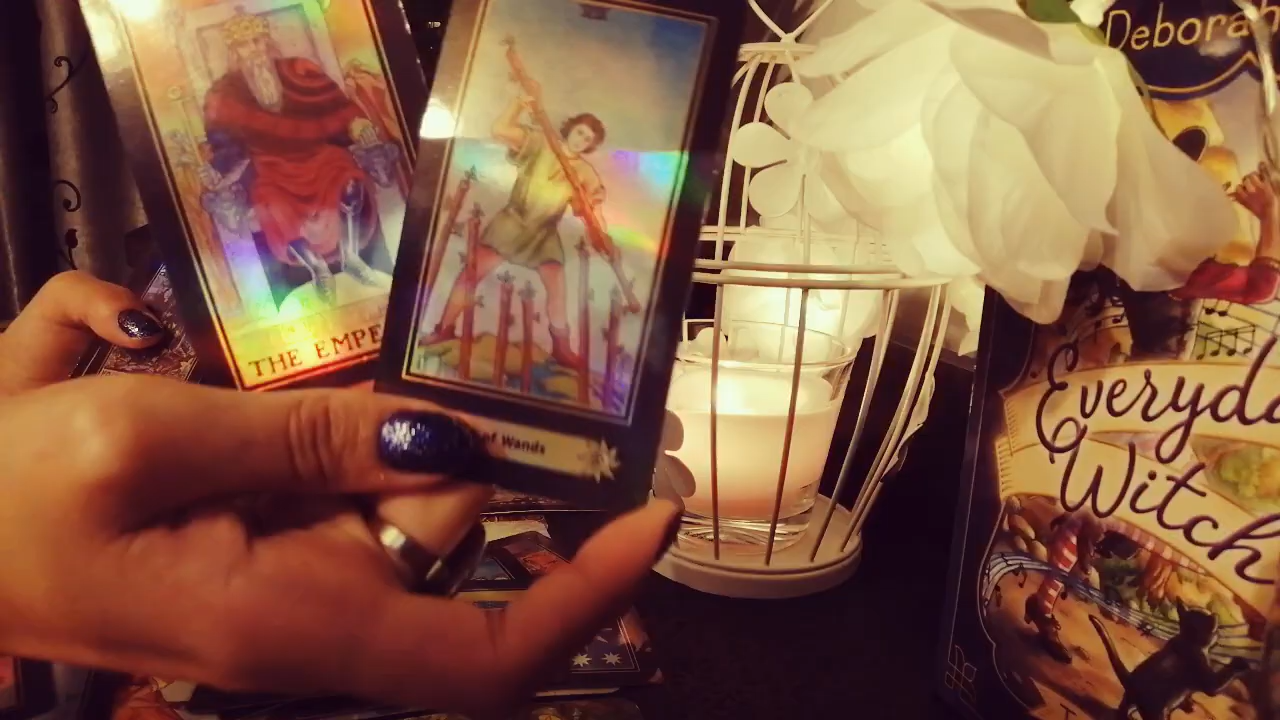 THE EMPE
of Wands
Deborah
Everyda
Witch
T